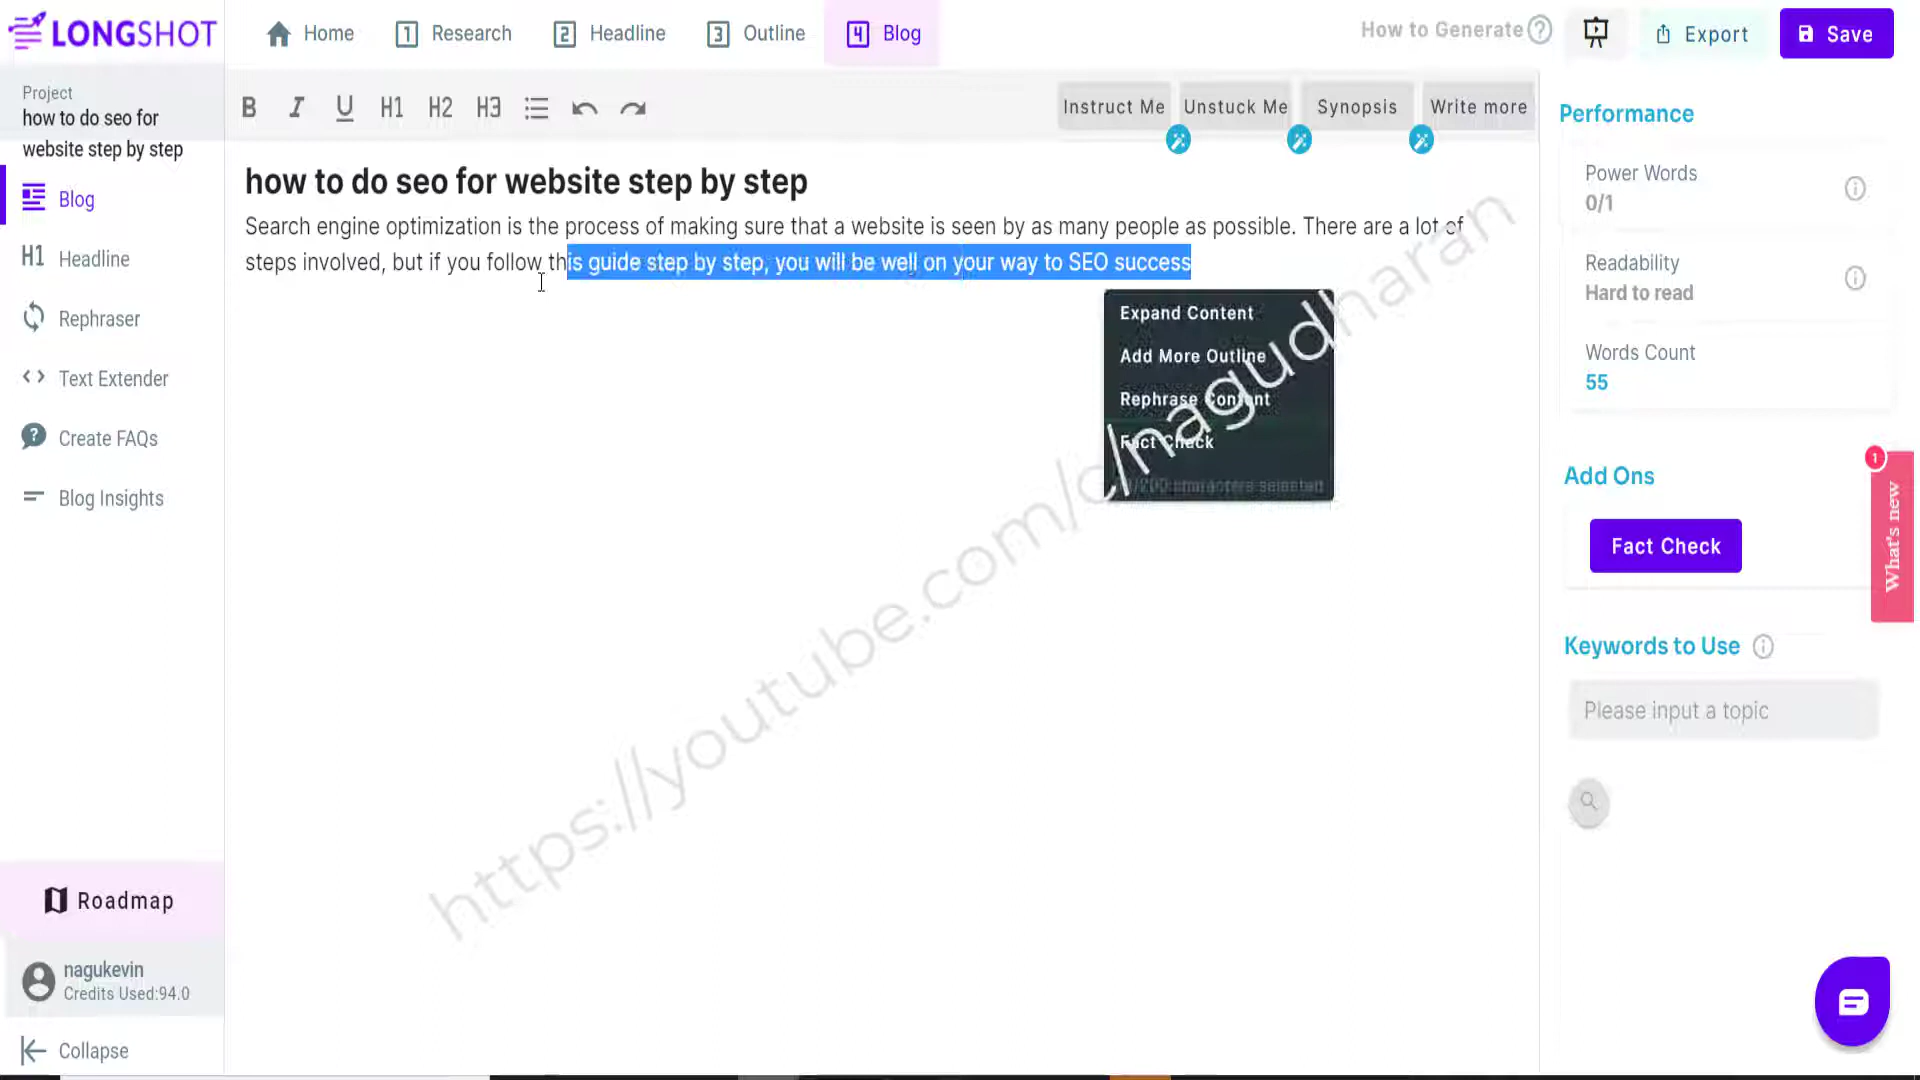 LONGSHOT
Home
1 Research
2 Headline
3 Outline
4 Blog
How to Generate ?
Export
Save
Project
how to do seo for
website step by step
Blog
H1 Headline
Rephraser
Text Extender
Create FAQs
Blog Insights
Roadmap
nagukevin
Credits Used:94.0
Collapse
B I U H1 H2 H3
Instruct Me
Unstuck Me
Synopsis
Write more
how to do seo for website step by step
Search engine optimization is the process of making sure that a website is seen by as many people as possible. There are a lot of
steps involved, but if you follow this guide step by step, you will be well on your way to SEO success
Expand Content
Add More Outline
Rephrase Content
Fact Check
/200 characters selected
https://youtube.com/c/nagudharan
Performance
Power Words
0/1
Readability
Hard to read
Words Count
55
Add Ons
Fact Check
1
What's new
Keywords to Use
Please input a topic